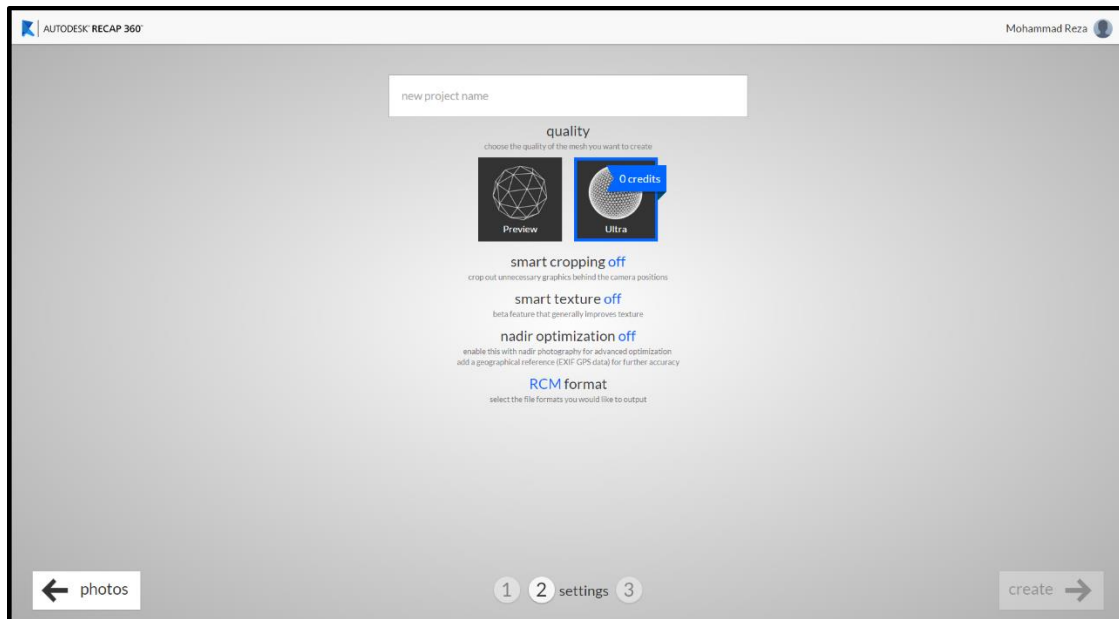 AUTODESK® RECAP 360™
Mohammad Reza
new project name
quality
choose the quality of the mesh you want to create
0 credits
Preview
Ultra
smart cropping off
crop out unnecessary graphics behind the camera positions
smart texture off
beta feature that generally improves texture
nadir optimization off
enable this with nadir photography for advanced optimization
add a geographical reference (EXIF GPS data) for further accuracy
RCM format
select the file formats you would like to output
photos
1 2 settings 3
create